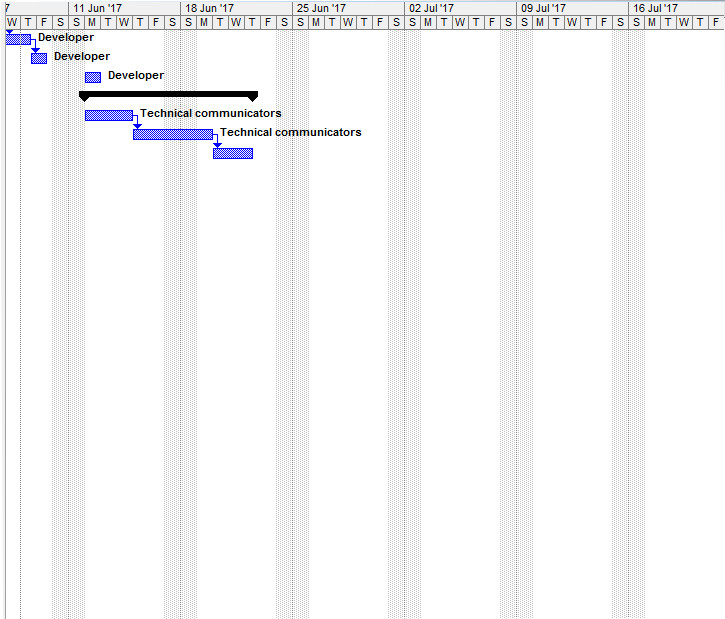 7 11 Jun '17 18 Jun '17 25 Jun '17 02 Jul '17 09 Jul '17 16 Jul '17
W T F S S M T W T F S S M T W T F S S M T W T F S S M T W T F S S M T W T F S S M T W T F
Developer
Developer
Developer
Technical communicators
Technical communicators